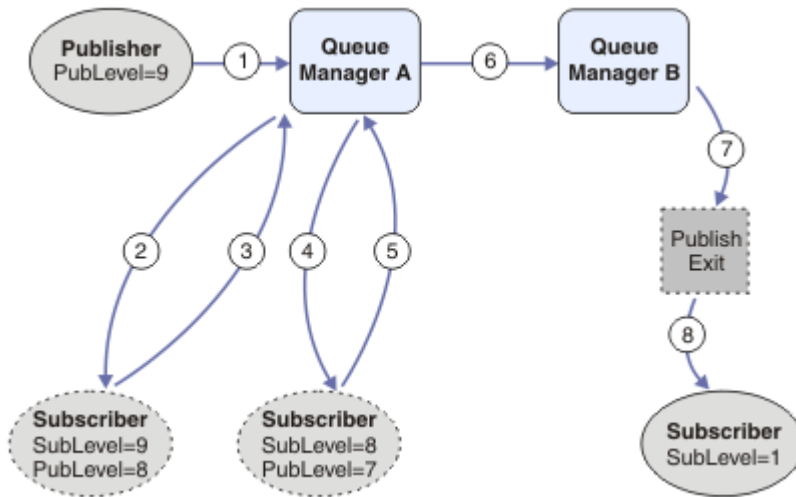 Publisher
PubLevel=9
1
Queue
Manager A
6
Queue
Manager B
7
2
3
4
5
Publish
Exit
8
Subscriber
SubLevel=9
PubLevel=8
Subscriber
SubLevel=8
PubLevel=7
Subscriber
SubLevel=1